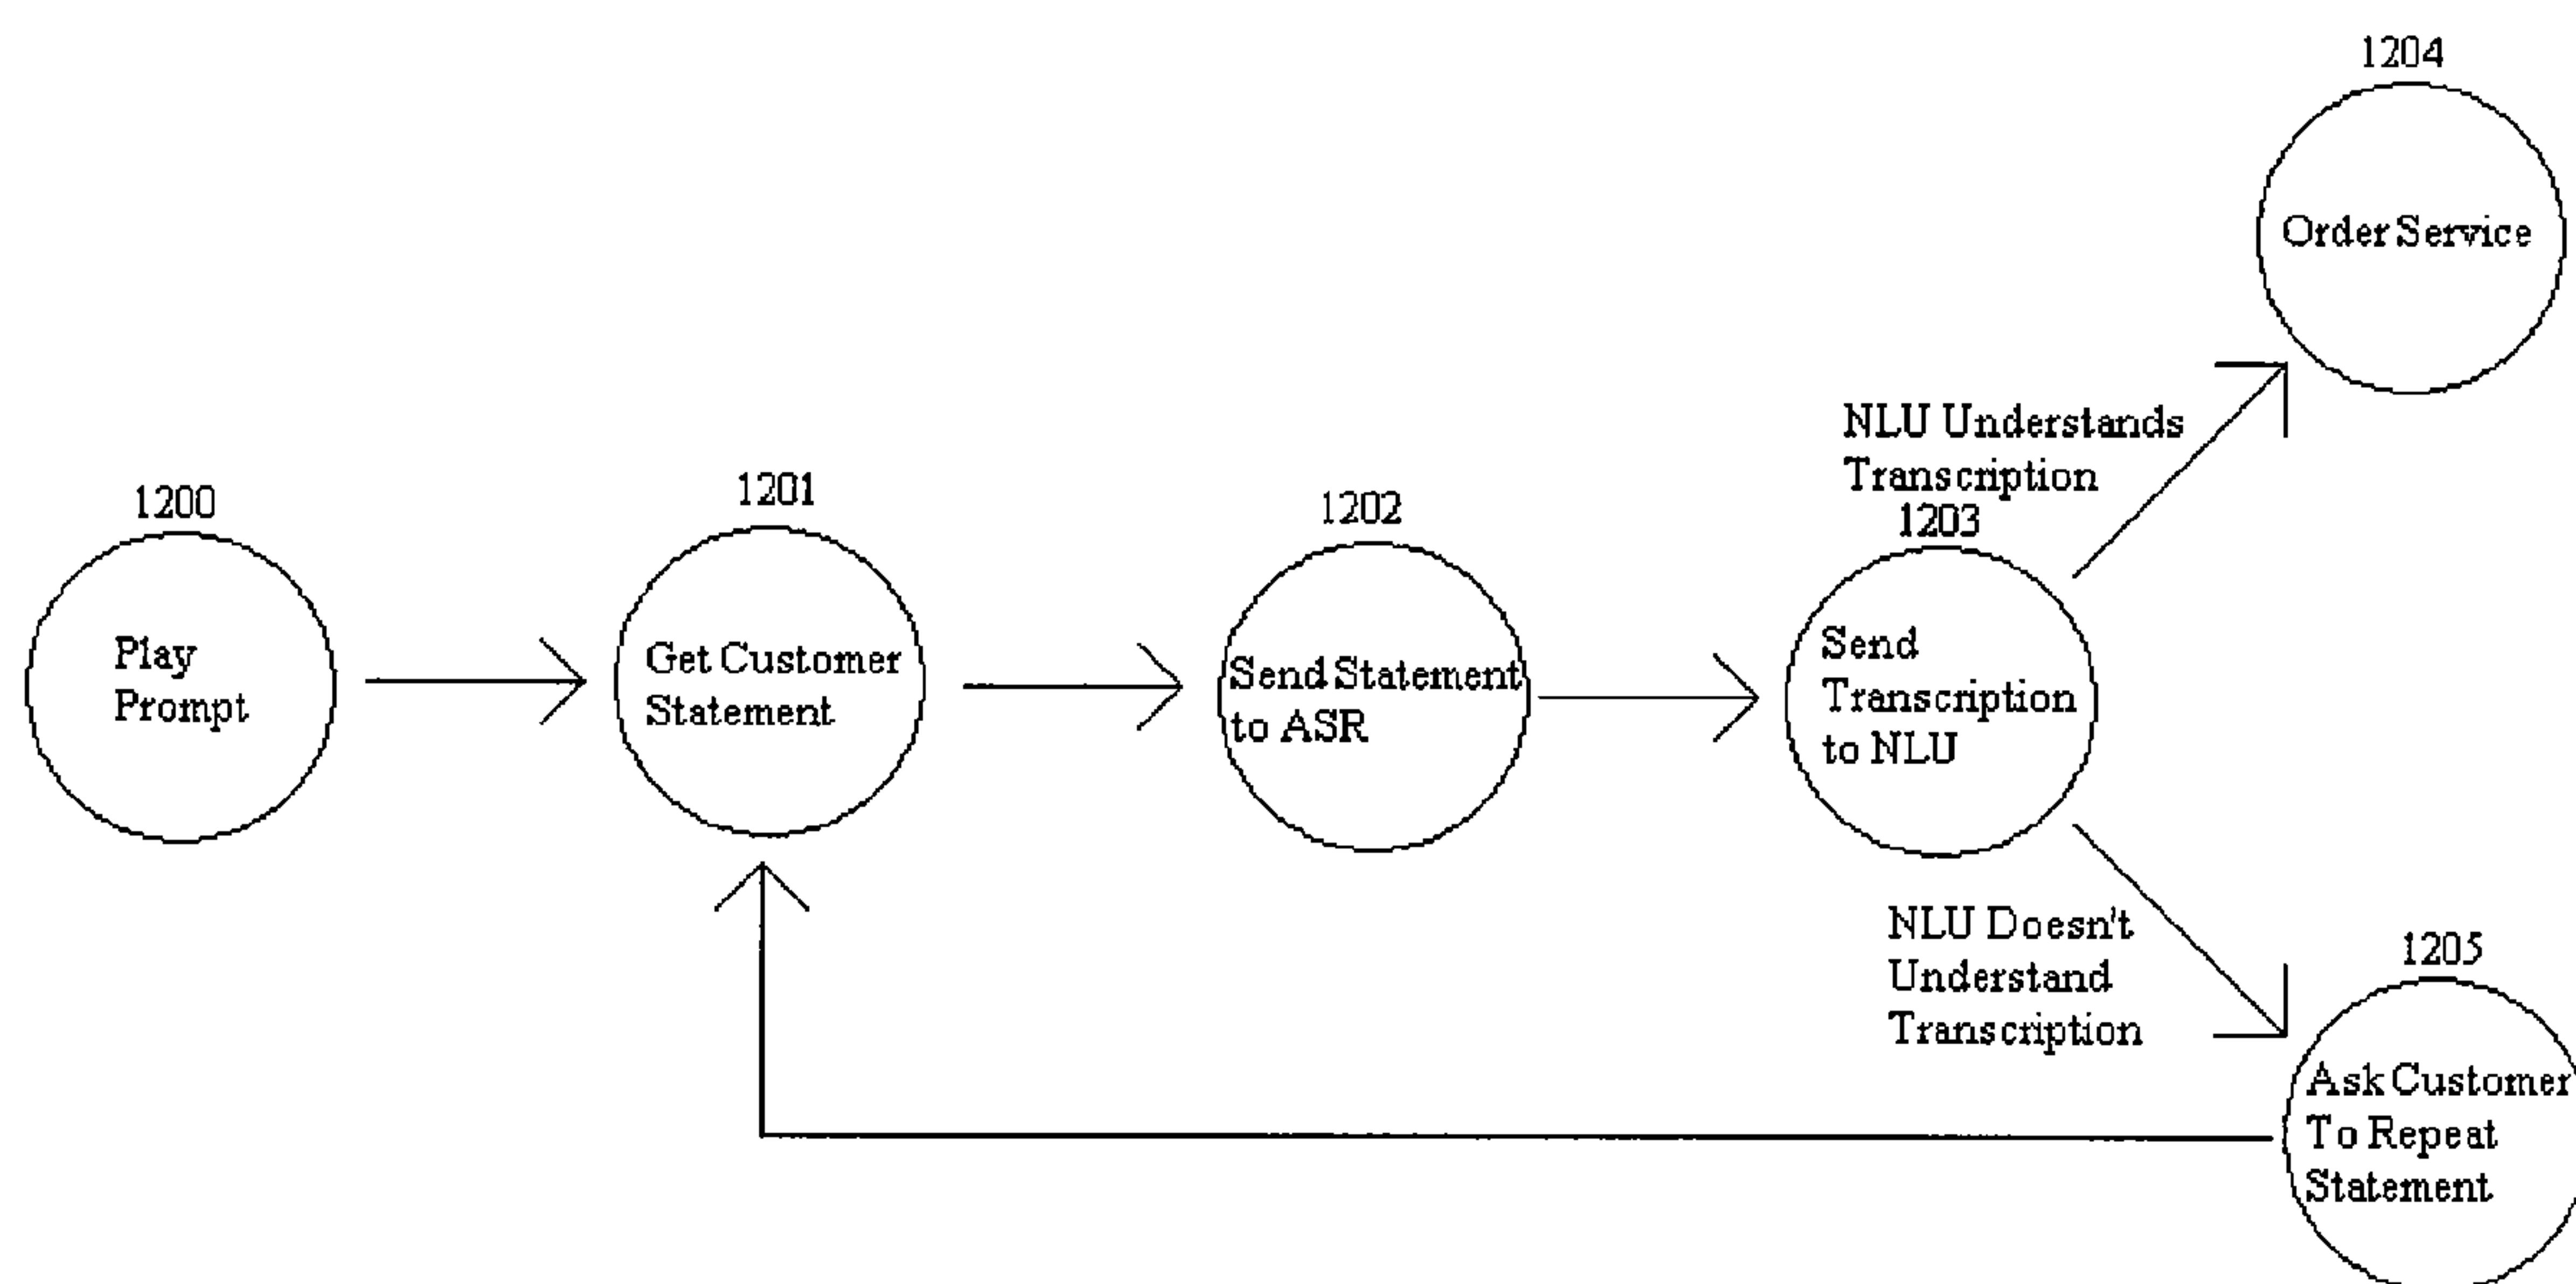 1204
Order Service
NLU Understands
Transcription
1200
Play
Prompt
1201
Get Customer
Statement
1202
Send Statement
to ASR
1203
Send
Transcription
to NLU
NLU Doesn't
Understand
Transcription
1205
Ask Customer
To Repeat
Statement